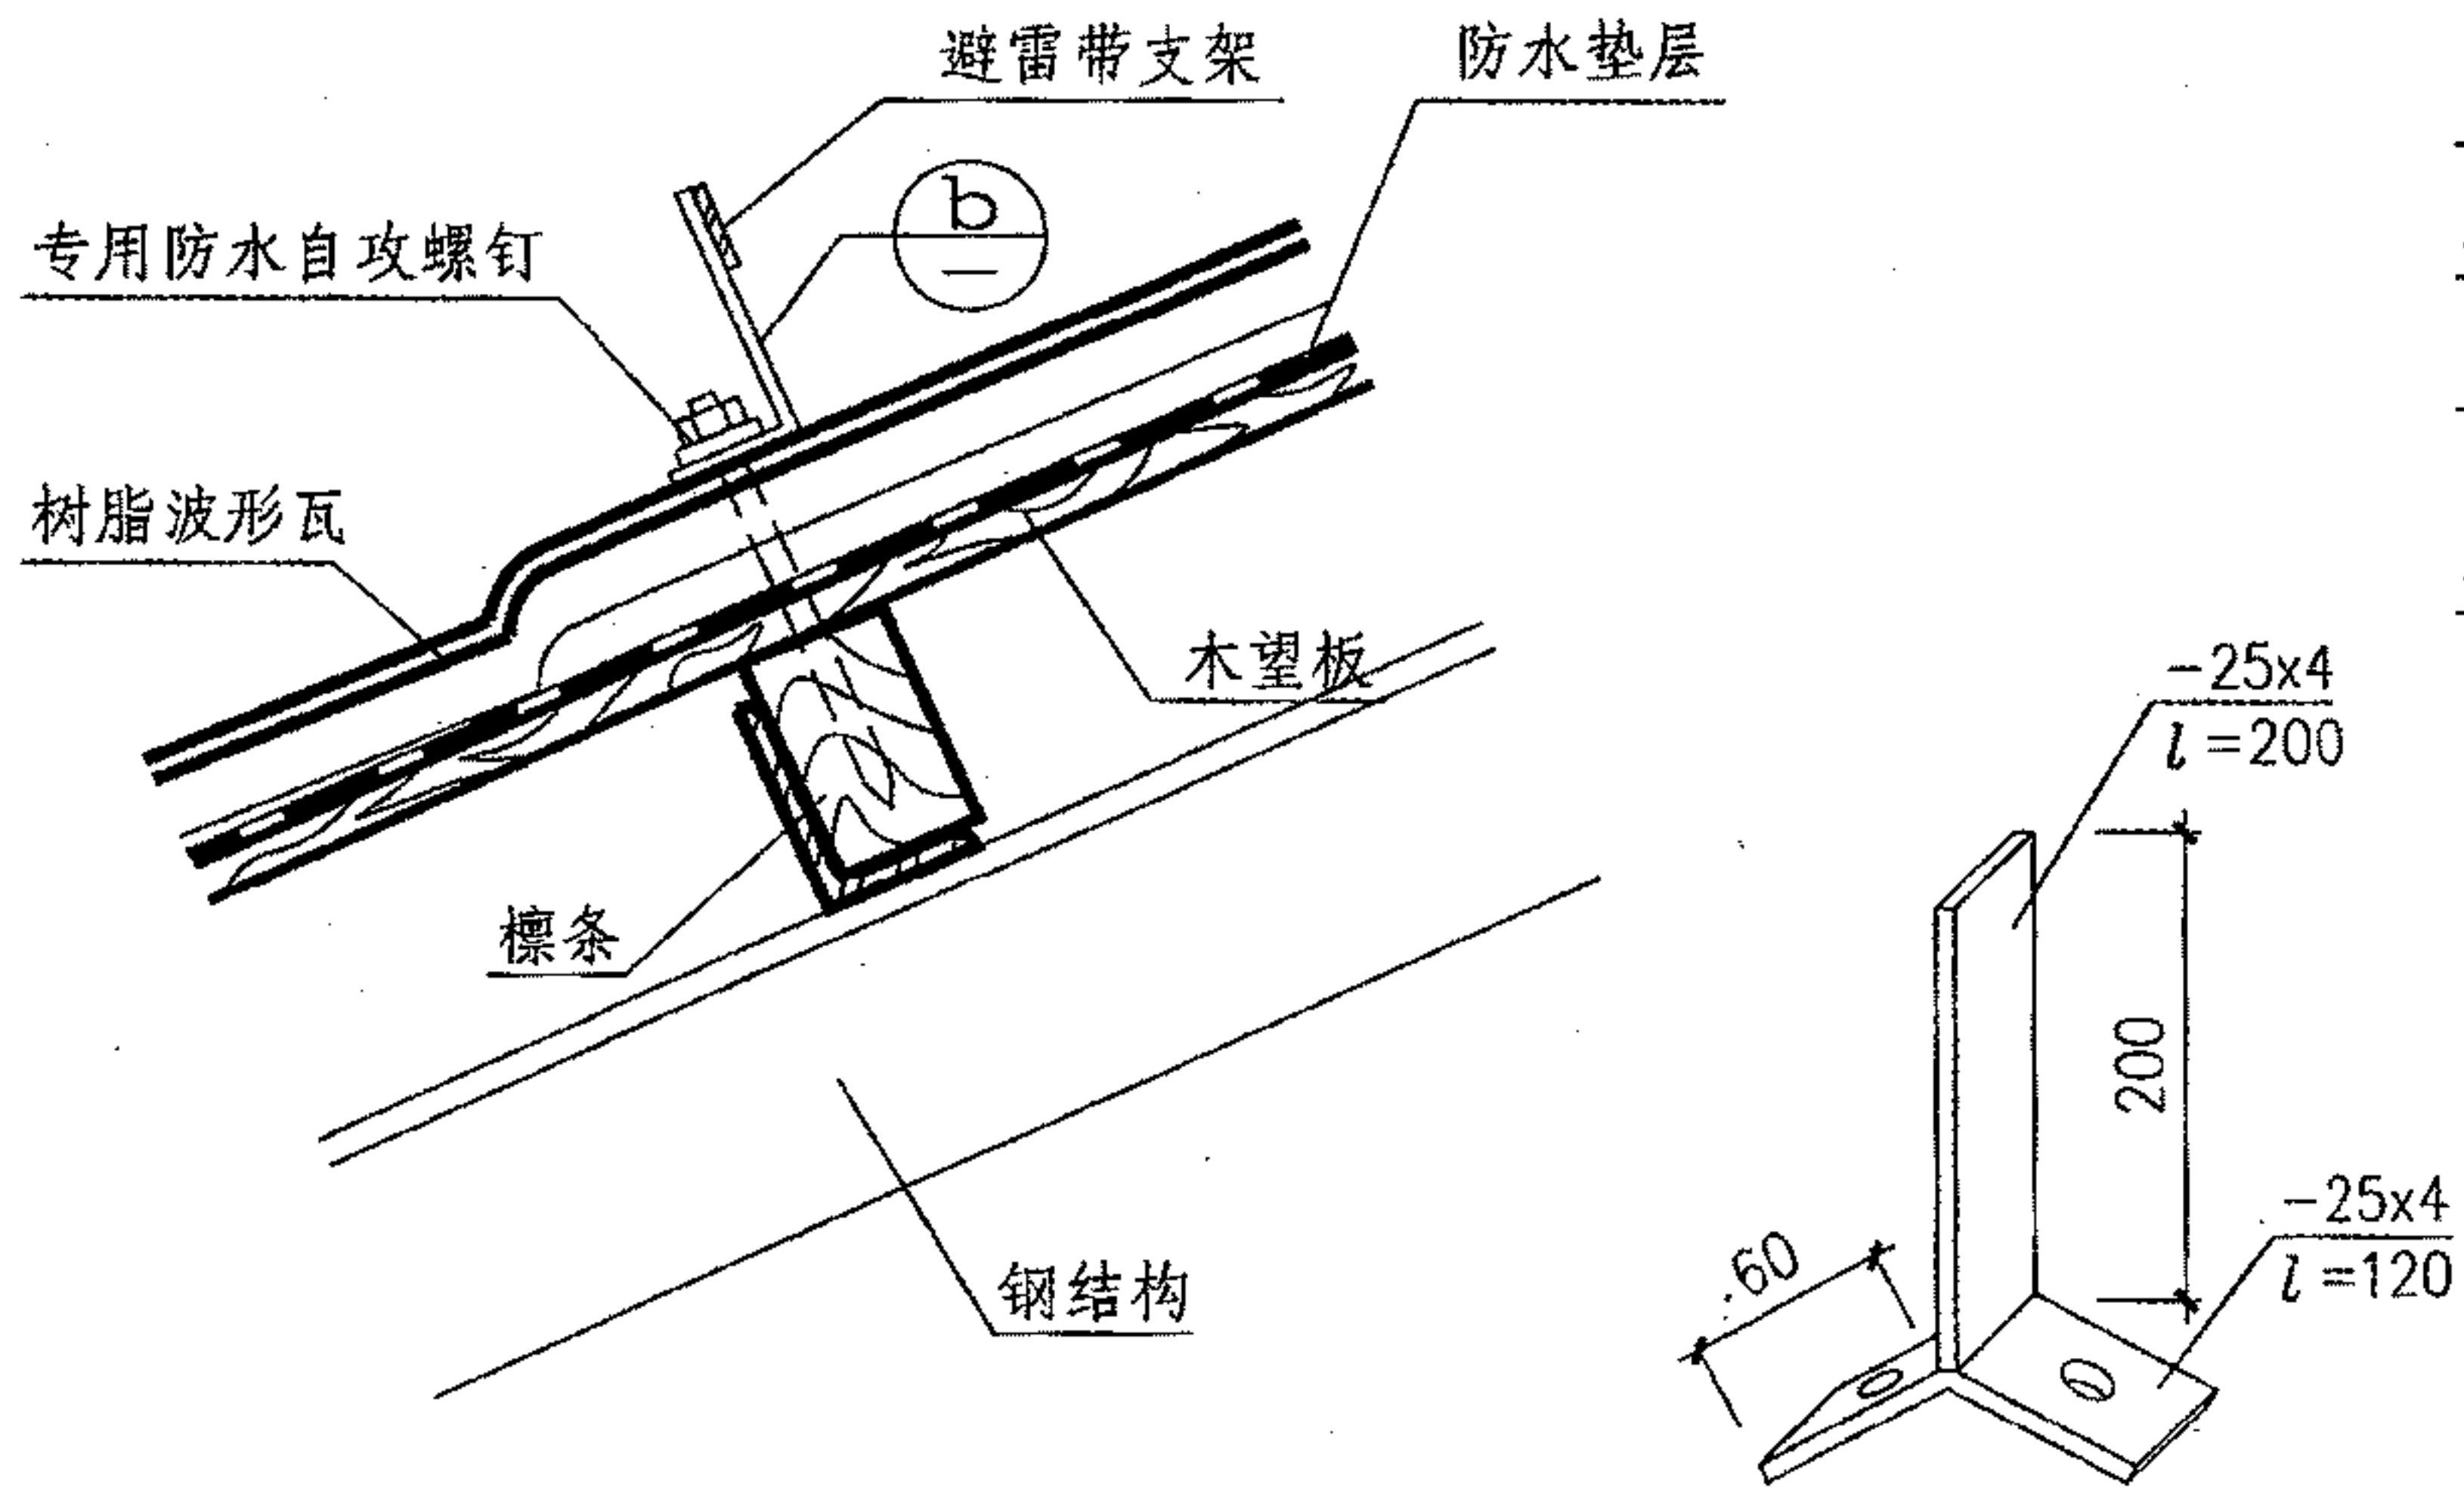 避雷带支架
防水垫层
b
—
专用防水自攻螺钉
树脂波形瓦
木望板
檩条
钢结构
-25x4
l=200
200
60
-25x4
l=120